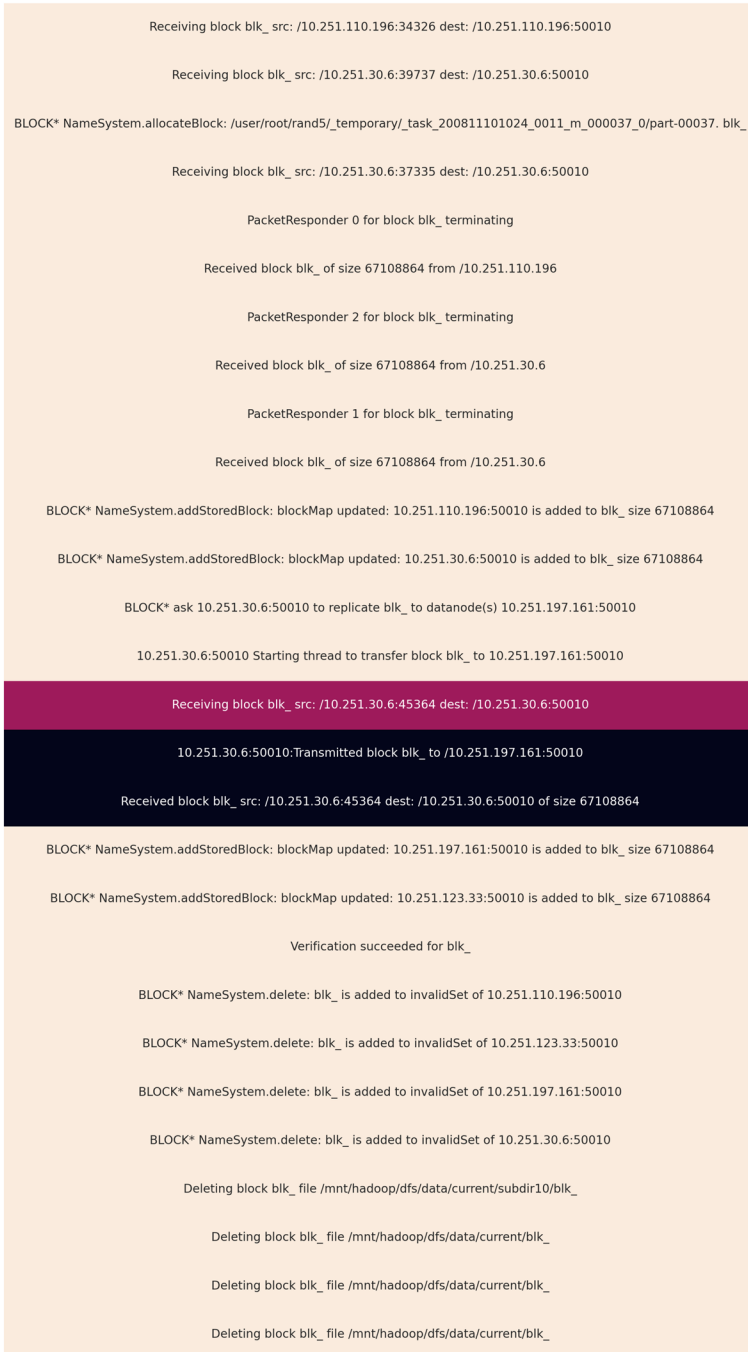 Receiving block blk_ src: /10.251.110.196:34326 dest: /10.251.110.196:50010
Receiving block blk_ src: /10.251.30.6:39737 dest: /10.251.30.6:50010
BLOCK* NameSystem.allocateBlock: /user/root/rand5/_temporary/_task_200811101024_0011_m_000037_0/part-00037. blk_
Receiving block blk_ src: /10.251.30.6:37335 dest: /10.251.30.6:50010
PacketResponder 0 for block blk_ terminating
Received block blk_ of size 67108864 from /10.251.110.196
PacketResponder 2 for block blk_ terminating
Received block blk_ of size 67108864 from /10.251.30.6
PacketResponder 1 for block blk_ terminating
Received block blk_ of size 67108864 from /10.251.30.6
BLOCK* NameSystem.addStoredBlock: blockMap updated: 10.251.110.196:50010 is added to blk_ size 67108864
BLOCK* NameSystem.addStoredBlock: blockMap updated: 10.251.30.6:50010 is added to blk_ size 67108864
BLOCK* ask 10.251.30.6:50010 to replicate blk_ to datanode(s) 10.251.197.161:50010
10.251.30.6:50010 Starting thread to transfer block blk_ to 10.251.197.161:50010
Receiving block blk_ src: /10.251.30.6:45364 dest: /10.251.30.6:50010
10.251.30.6:50010:Transmitted block blk_ to /10.251.197.161:50010
Received block blk_ src: /10.251.30.6:45364 dest: /10.251.30.6:50010 of size 67108864
BLOCK* NameSystem.addStoredBlock: blockMap updated: 10.251.197.161:50010 is added to blk_ size 67108864
BLOCK* NameSystem.addStoredBlock: blockMap updated: 10.251.123.33:50010 is added to blk_ size 67108864
Verification succeeded for blk_
BLOCK* NameSystem.delete: blk_ is added to invalidSet of 10.251.110.196:50010
BLOCK* NameSystem.delete: blk_ is added to invalidSet of 10.251.123.33:50010
BLOCK* NameSystem.delete: blk_ is added to invalidSet of 10.251.197.161:50010
BLOCK* NameSystem.delete: blk_ is added to invalidSet of 10.251.30.6:50010
Deleting block blk_ file /mnt/hadoop/dfs/data/current/subdir10/blk_
Deleting block blk_ file /mnt/hadoop/dfs/data/current/blk_
Deleting block blk_ file /mnt/hadoop/dfs/data/current/blk_
Deleting block blk_ file /mnt/hadoop/dfs/data/current/blk_